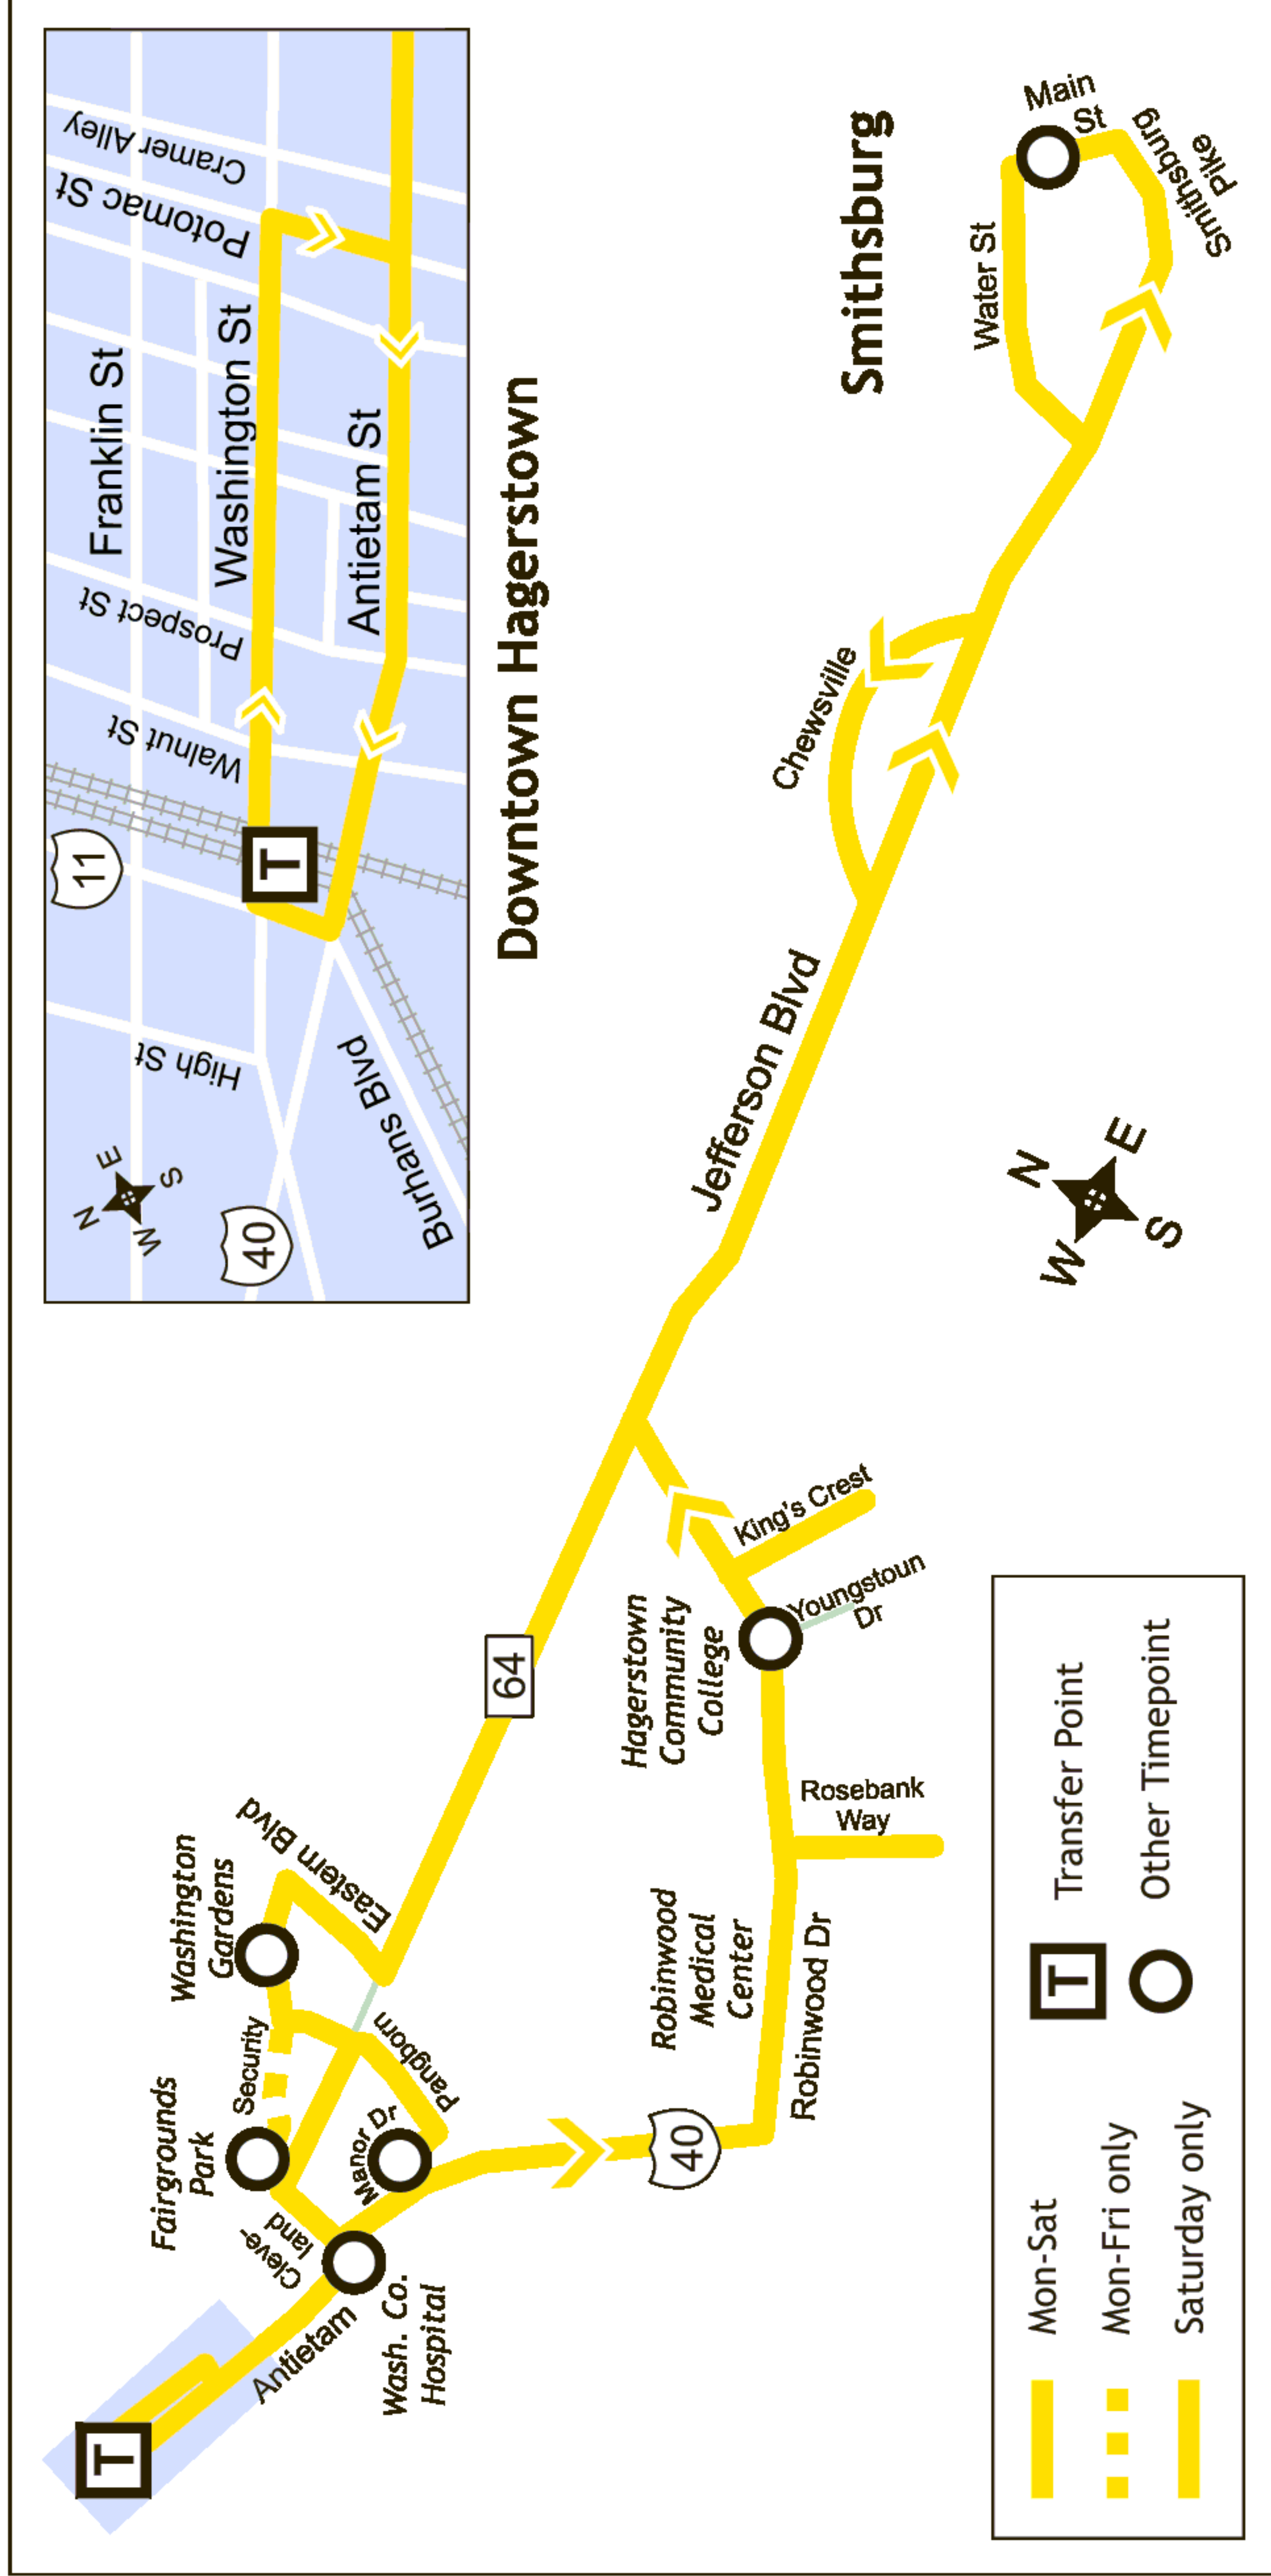 T
Antietam
Wash. Co.
Hospital
Cleve-
land
Fairgrounds
Park
Security
Manor Dr
Pangborn
Washington
Gardens
Eastern Blvd
64
40
Robinwood
Medical
Center
Robinwood Dr
Rosebank
Way
Hagerstown
Community
College
Youngstoun
Dr
King's Crest
Jefferson Blvd
Chewsville
Smithsburg
Water St
Main
St
Smithsburg
Pike
N
E
S
W
Downtown Hagerstown
N
E
S
W
40
11
High St
Burhans Blvd
T
Walnut St
Prospect St
Franklin St
Washington St
Antietam St
Potomac St
Cramer Alley
Mon-Sat
Mon-Fri only
Saturday only
T Transfer Point
Other Timepoint